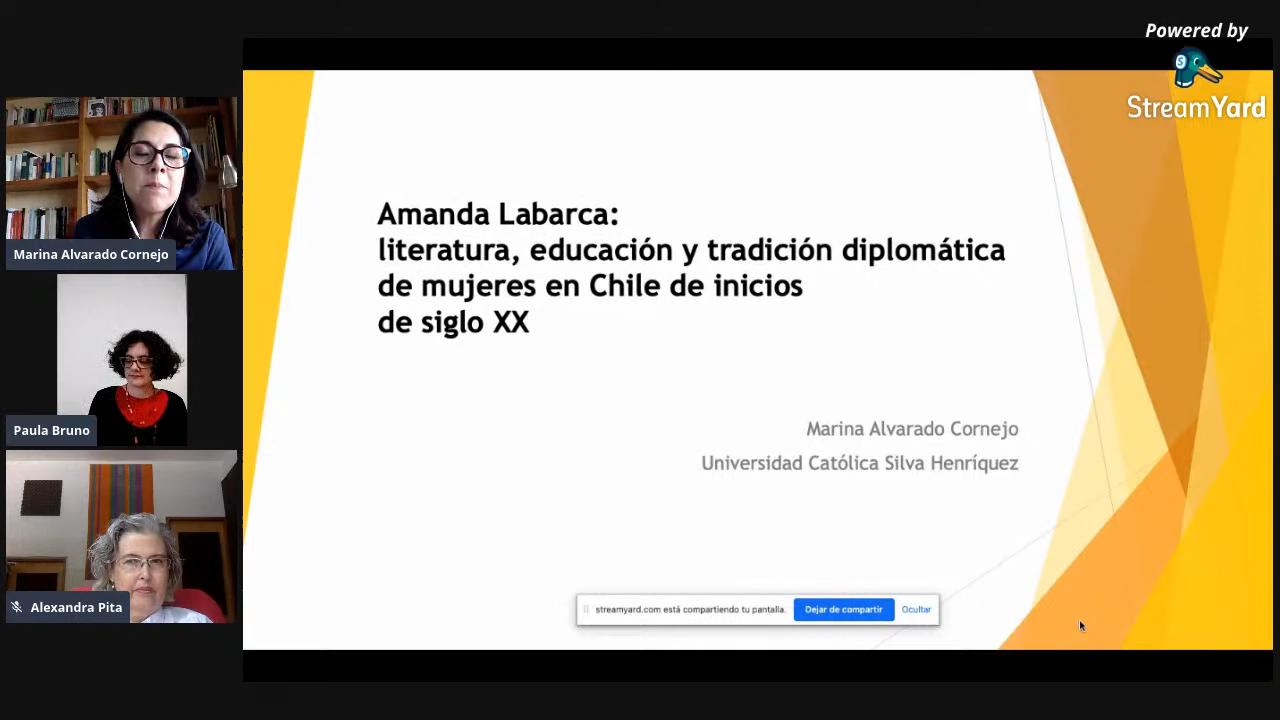 Powered by
StreamYard
Marina Alvarado Cornejo
Paula Bruno
Alexandra Pita
Amanda Labarca:
literatura, educación y tradición diplomática
de mujeres en Chile de inicios
de siglo XX
Marina Alvarado Cornejo
Universidad Católica Silva Henríquez
streamyard.com está compartiendo tu pantalla. Dejar de compartir Ocultar